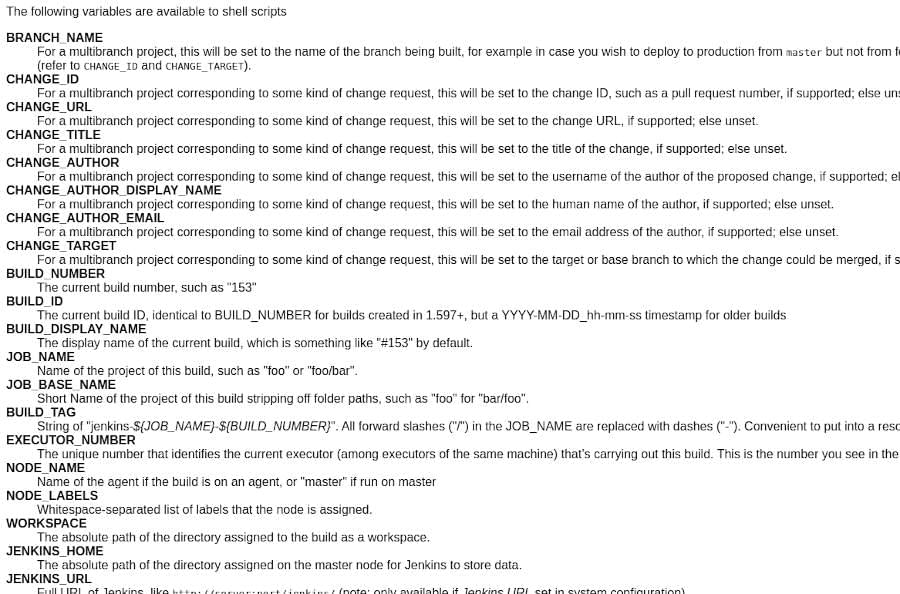 The following variables are available to shell scripts
BRANCH_NAME
For a multibranch project, this will be set to the name of the branch being built, for example in case you wish to deploy to production from master but not from
(refer to CHANGE_ID and CHANGE_TARGET).
CHANGE_ID
For a multibranch project corresponding to some kind of change request, this will be set to the change ID, such as a pull request number, if supported; else
CHANGE_URL
For a multibranch project corresponding to some kind of change request, this will be set to the change URL, if supported; else unset.
CHANGE_TITLE
For a multibranch project corresponding to some kind of change request, this will be set to the title of the change, if supported; else unset.
CHANGE_AUTHOR
For a multibranch project corresponding to some kind of change request, this will be set to the username of the author of the proposed change, if supported;
CHANGE_AUTHOR_DISPLAY_NAME
For a multibranch project corresponding to some kind of change request, this will be set to the human name of the author, if supported; else unset.
CHANGE_AUTHOR_EMAIL
For a multibranch project corresponding to some kind of change request, this will be set to the email address of the author, if supported; else unset.
CHANGE_TARGET
For a multibranch project corresponding to some kind of change request, this will be set to the target or base branch to which the change could be merged, if
BUILD_NUMBER
The current build number, such as "153"
BUILD_ID
The current build ID, identical to BUILD_NUMBER for builds created in 1.597+, but a YYYY-MM-DD_hh-mm-ss timestamp for older builds
BUILD_DISPLAY_NAME
The display name of the current build, which is something like "#153" by default.
JOB_NAME
Name of the project of this build, such as "foo" or "foo/bar".
JOB_BASE_NAME
Short Name of the project of this build stripping off folder paths, such as "foo" for "bar/foo".
BUILD_TAG
String of "jenkins-${JOB_NAME}-${BUILD_NUMBER}". All forward slashes ("/") in the JOB_NAME are replaced with dashes ("-"). Convenient to put into a
EXECUTOR_NUMBER
The unique number that identifies the current executor (among executors of the same machine) that's carrying out this build. This is the number you see in the
NODE_NAME
Name of the agent if the build is on an agent, or "master" if run on master
NODE_LABELS
Whitespace-separated list of labels that the node is assigned.
WORKSPACE
The absolute path of the directory assigned to the build as a workspace.
JENKINS_HOME
The absolute path of the directory assigned on the master node for Jenkins to store data.
JENKINS_URL
Full URL of Jenkins, like http://server:port/jenkins/ (note: only available if Jenkins URL set in system configuration)